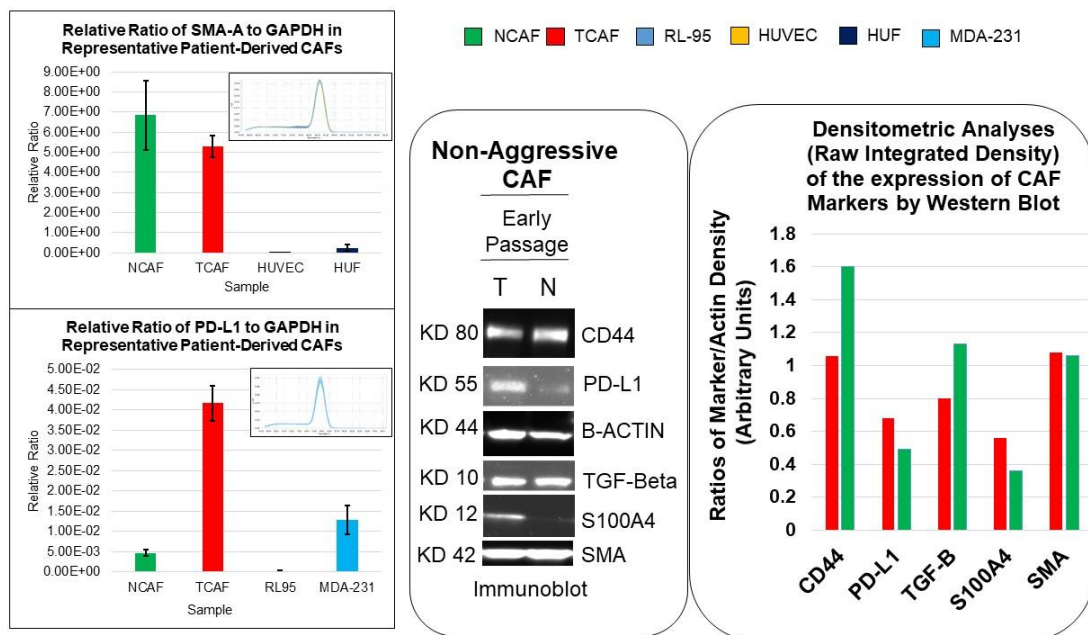 Relative Ratio of SMA-A to GAPDH in
Representative Patient-Derived CAFs
9.00E+00
8.00E+00
7.00E+00
6.00E+00
5.00E+00
4.00E+00
3.00E+00
2.00E+00
1.00E+00
0.00E+00
Relative Ratio
NCAF TCAF HUVEC HUF
Sample
Relative Ratio of PD-L1 to GAPDH in
Representative Patient-Derived CAFs
5.00E-02
4.50E-02
4.00E-02
3.50E-02
3.00E-02
2.50E-02
2.00E-02
1.50E-02
1.00E-02
5.00E-03
0.00E+00
Relative Ratio
NCAF TCAF RL95 MDA-231
Sample
NCAF TCAF RL-95 HUVEC HUF MDA-231
Non-Aggressive
CAF
Early
Passage
T N
KD 80 CD44
KD 55 PD-L1
KD 44 B-ACTIN
KD 10 TGF-Beta
KD 12 S100A4
KD 42 SMA
Immunoblot
Densitometric Analyses
(Raw Integrated Density)
of the expression of CAF
Markers by Western Blot
Ratios of Marker/Actin Density
(Arbitrary Units)
1.8
1.6
1.4
1.2
1
0.8
0.6
0.4
0.2
0
CD44 PD-L1 TGF-B S100A4 SMA